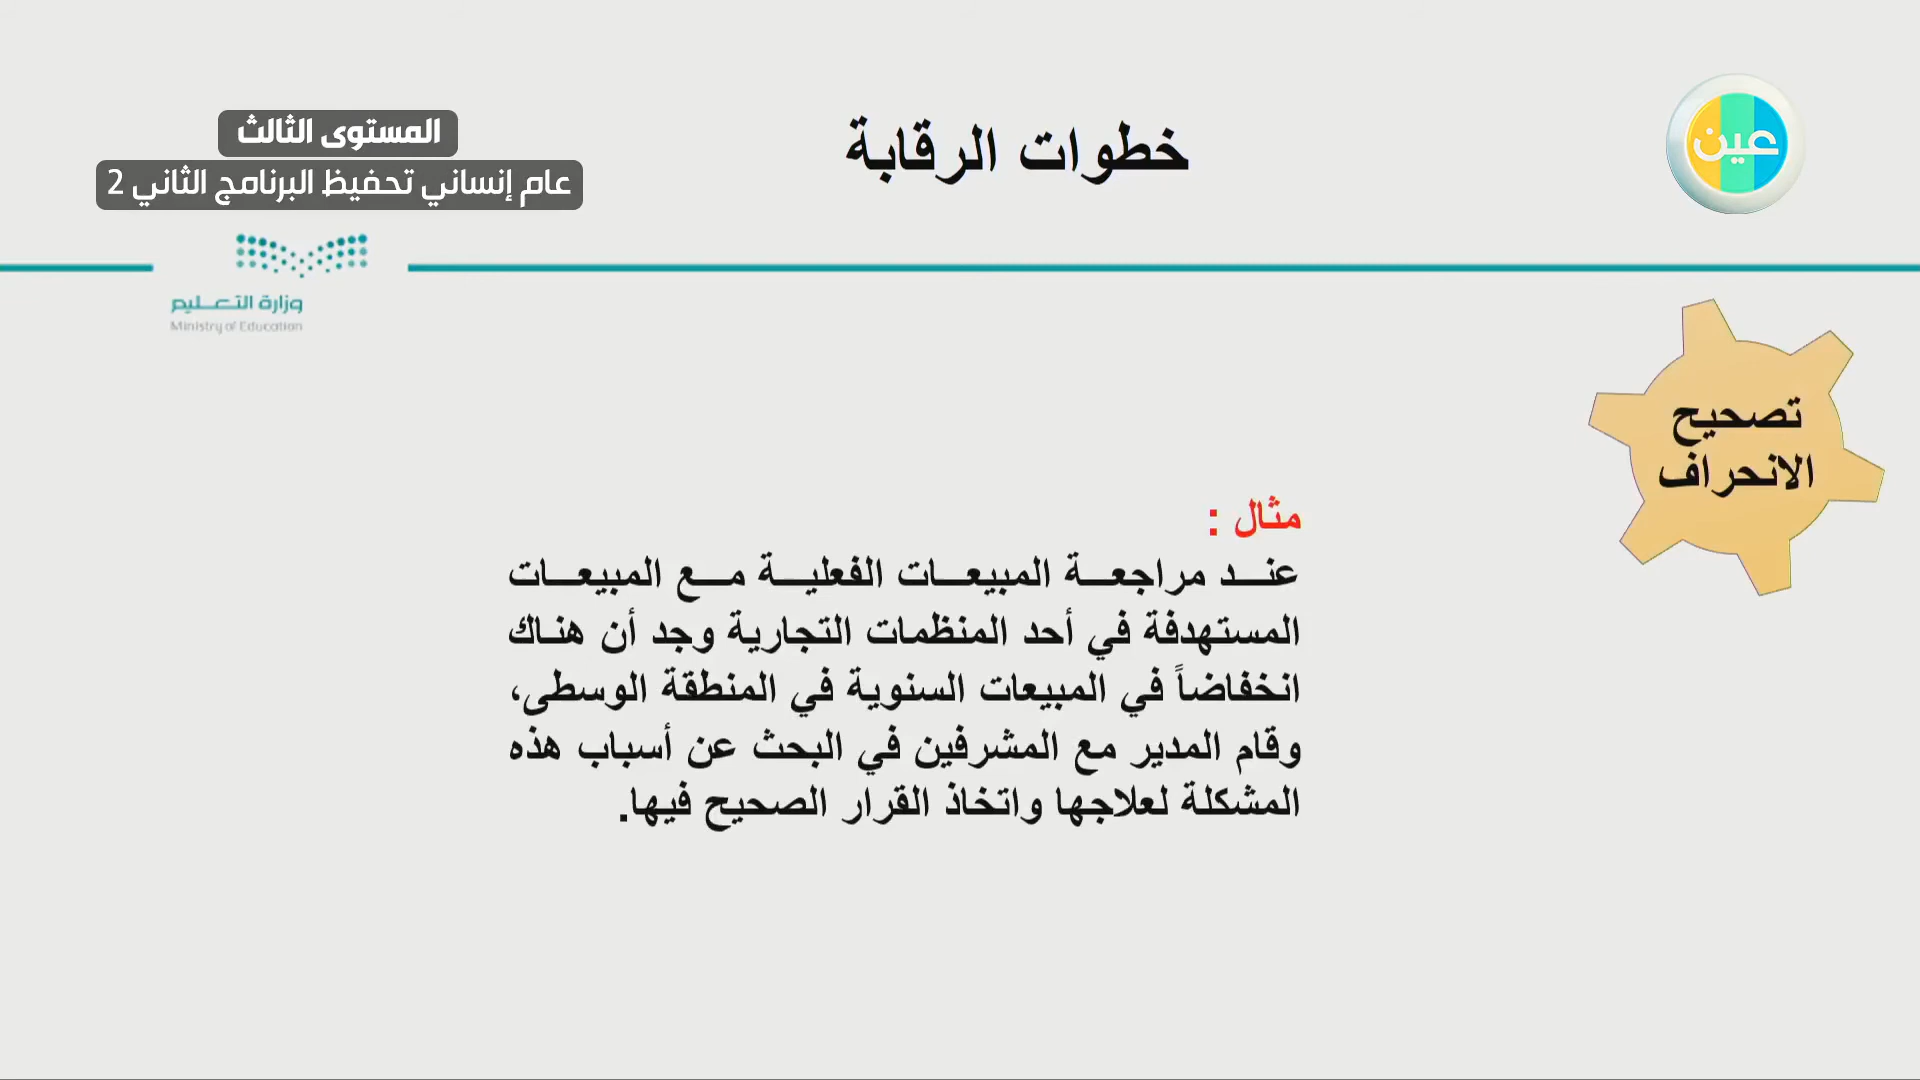 المستوى الثالث
عام إنساني تحفيظ البرنامج الثاني 2
خطوات الرقابة
عين
وزارة التعليم
Ministry of Education
تصحيح
الانحراف
مثال :
عند مراجعة المبيعات الفعلية مع المبيعات
المستهدفة في أحد المنظمات التجارية وجد أن هناك
انخفاضاً في المبيعات السنوية في المنطقة الوسطى،
وقام المدير مع المشرفين في البحث عن أسباب هذه
المشكلة لعلاجها واتخاذ القرار الصحيح فيها.